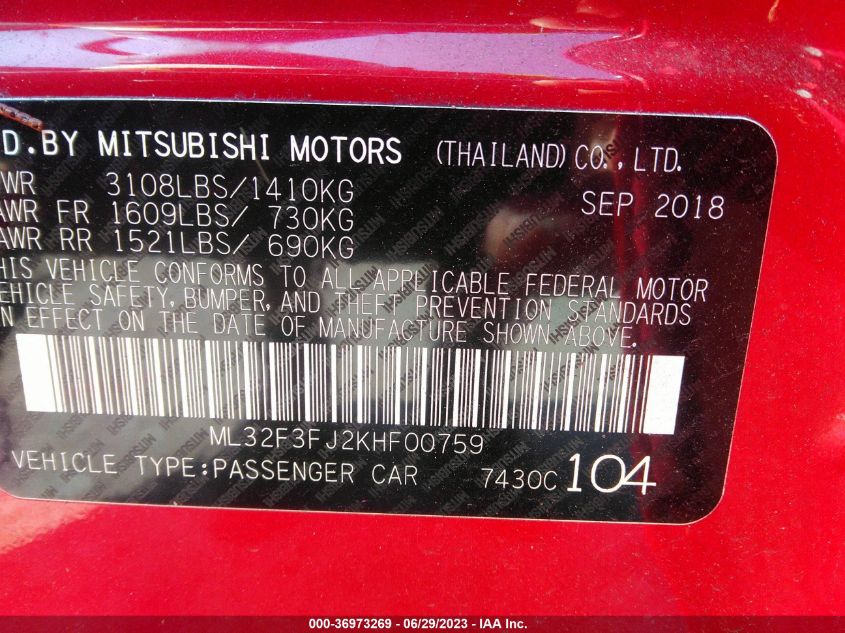 D.BY MITSUBISHI MOTORS (THAILAND) CO., LTD.
WR 3108LBS/1410KG SEP 2018
AWR FR 1609LBS/ 730KG
AWR RR 1521LBS/ 690KG
HIS VEHICLE CONFORMS TO ALL APPLICABLE FEDERAL MOTOR
EHICLE SAFETY, BUMPER, AND THEFT PREVENTION STANDARDS
N EFFECT ON THE DATE OF MANUFACTURE SHOWN ABOVE.
ML32F3FJ2KHF00759
VEHICLE TYPE:PASSENGER CAR 7430C 104
000-36973269 - 06/29/2023 - IAA Inc.